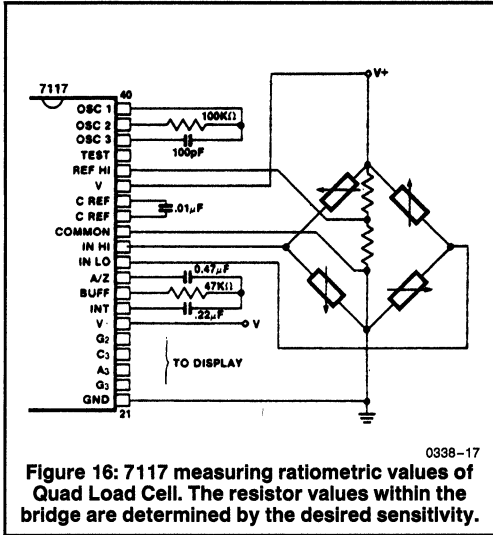 7117
40
OSC 1
OSC 2
OSC 3
TEST
REF HI
V
C REF
C REF
COMMON
IN HI
IN LO
A/Z
BUFF
INT
V-
G2
C3
A3
G3
GND
21
100KΩ
100pF
.01μF
0.47μF
47KΩ
.22μF
V
TO DISPLAY
V+
0338-17
Figure 16: 7117 measuring ratiometric values of
Quad Load Cell. The resistor values within the
bridge are determined by the desired sensitivity.